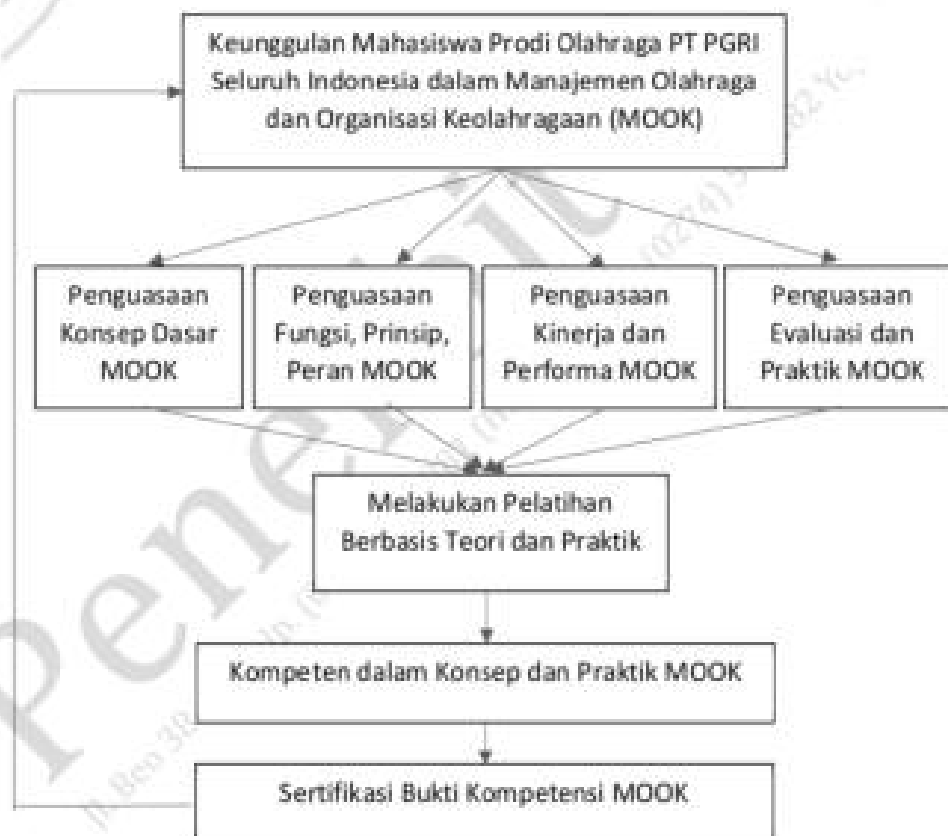 Keunggulan Mahasiswa Prodi Olahraga PT PGRI
Seluruh Indonesia dalam Manajemen Olahraga
dan Organisasi Keolahragaan (MOOK)
Penguasaan
Konsep Dasar
MOOK
Penguasaan
Fungsi, Prinsip,
Peran MOOK
Penguasaan
Kinerja dan
Performa MOOK
Penguasaan
Evaluasi dan
Praktik MOOK
Melakukan Pelatihan
Berbasis Teori dan Praktik
Kompeten dalam Konsep dan Praktik MOOK
Sertifikasi Bukti Kompetensi MOOK